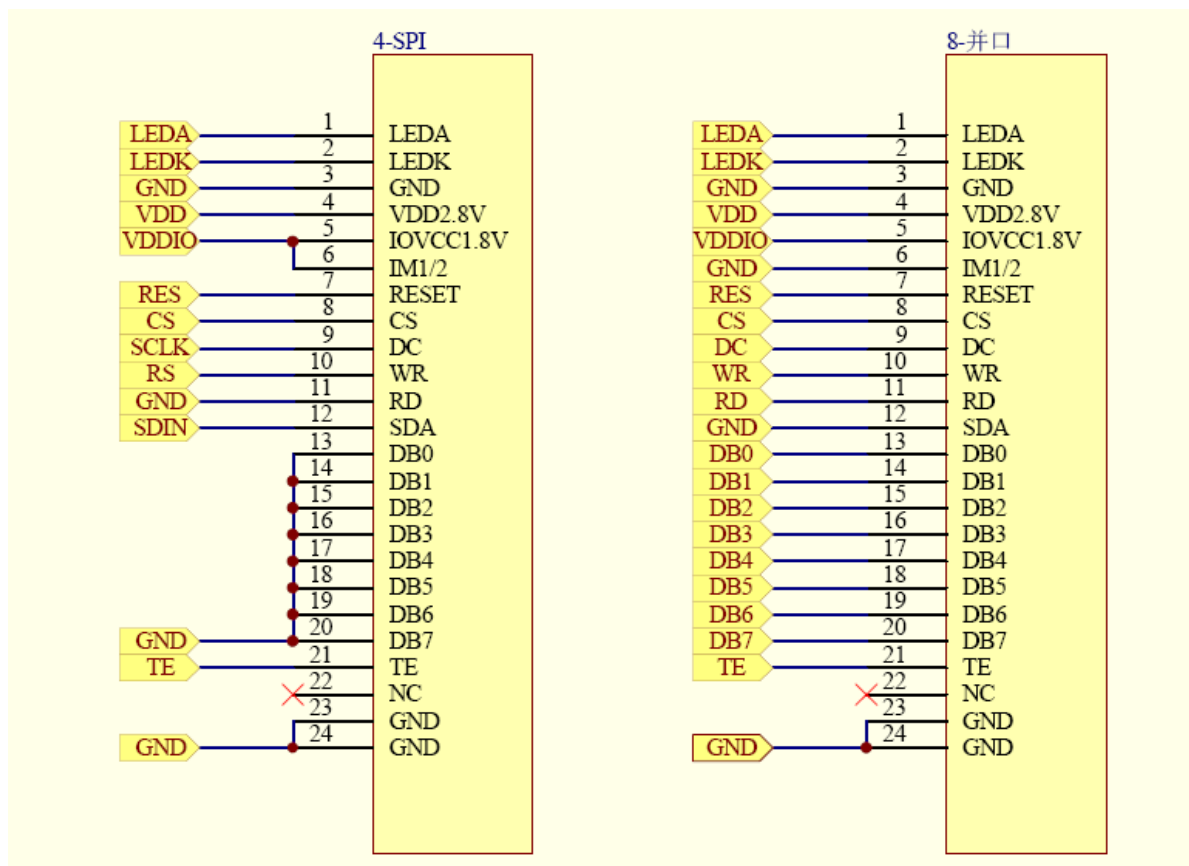 4-SPI
LEDA 1 LEDA
LEDK 2 LEDK
GND 3 GND
VDD 4 VDD2.8V
VDDIO 5 IOVCC1.8V
6 IM1/2
RES 7 RESET
CS 8 CS
SCLK 9 DC
RS 10 WR
GND 11 RD
SDIN 12 SDA
13 DB0
14 DB1
15 DB2
16 DB3
17 DB4
18 DB5
19 DB6
GND 20 DB7
TE 21 TE
22 NC
23 GND
GND 24 GND
8-并口
LEDA 1 LEDA
LEDK 2 LEDK
GND 3 GND
VDD 4 VDD2.8V
VDDIO 5 IOVCC1.8V
GND 6 IM1/2
RES 7 RESET
CS 8 CS
DC 9 DC
WR 10 WR
RD 11 RD
GND 12 SDA
DB0 13 DB0
DB1 14 DB1
DB2 15 DB2
DB3 16 DB3
DB4 17 DB4
DB5 18 DB5
DB6 19 DB6
DB7 20 DB7
TE 21 TE
22 NC
23 GND
GND 24 GND